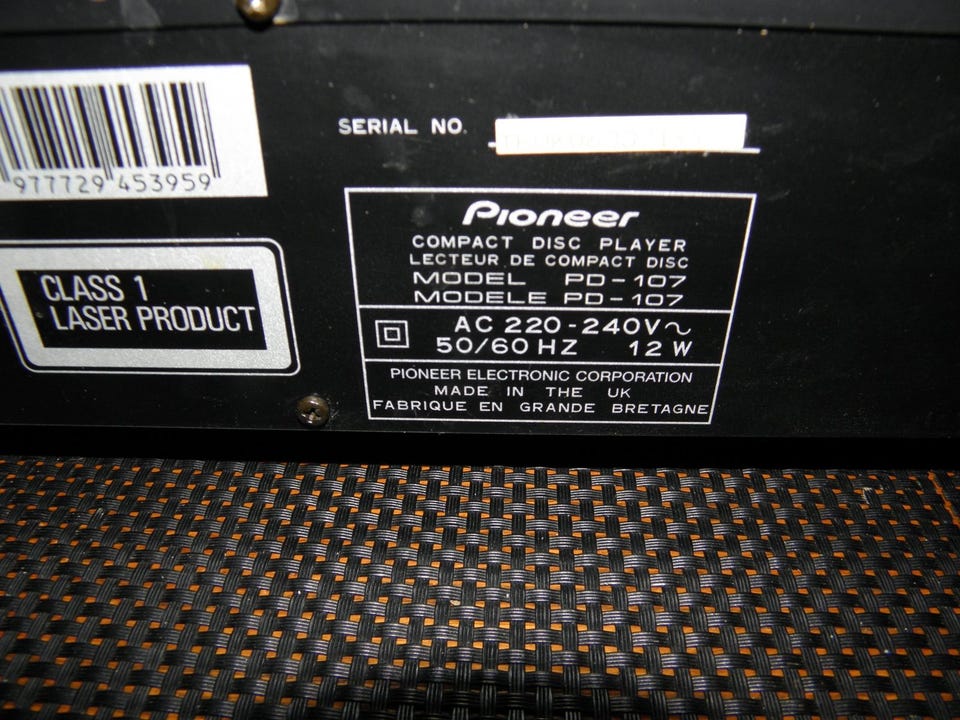 977729 453959
CLASS 1
LASER PRODUCT
SERIAL NO.
Pioneer
COMPACT DISC PLAYER
LECTEUR DE COMPACT DISC
MODEL PD-107
MODELE PD-107
AC 220-240V~
50/60 HZ 12 W
PIONEER ELECTRONIC CORPORATION
MADE IN THE UK
FABRIQUE EN GRANDE BRETAGNE